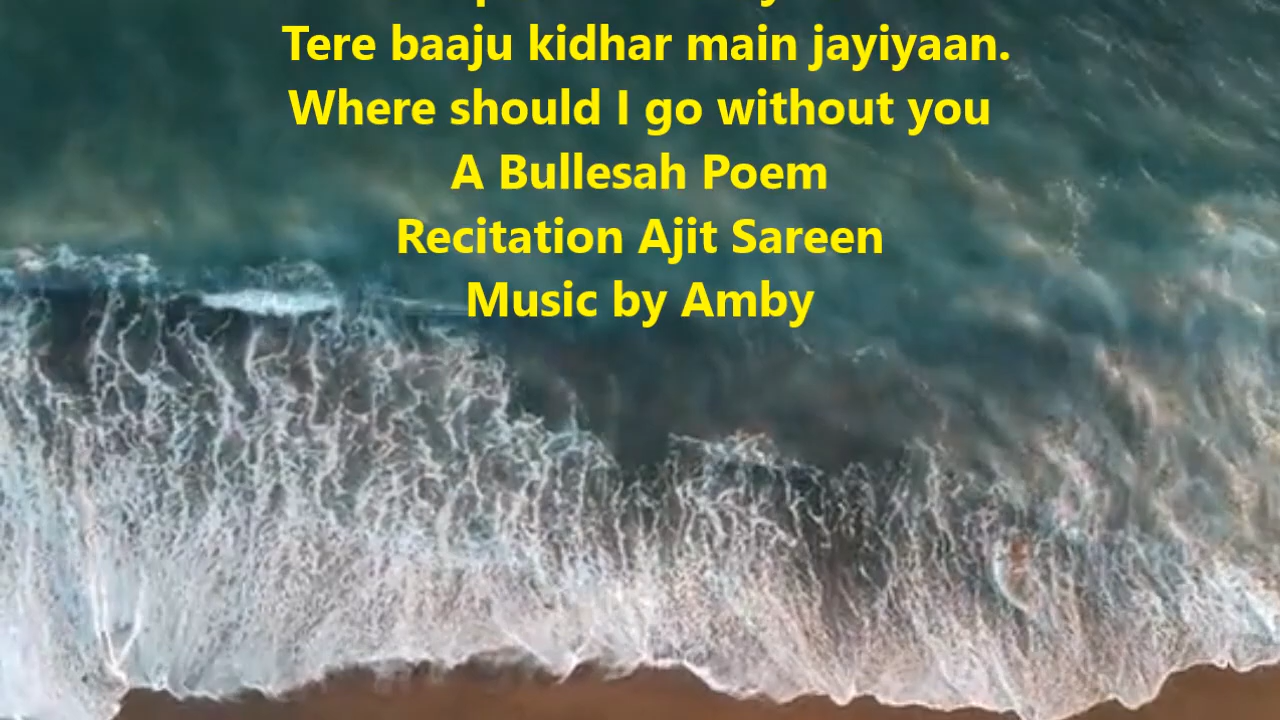 Tere baaju kidhar main jayiyaan.
Where should I go without you
A Bullesah Poem
Recitation Ajit Sareen
Music by Amby